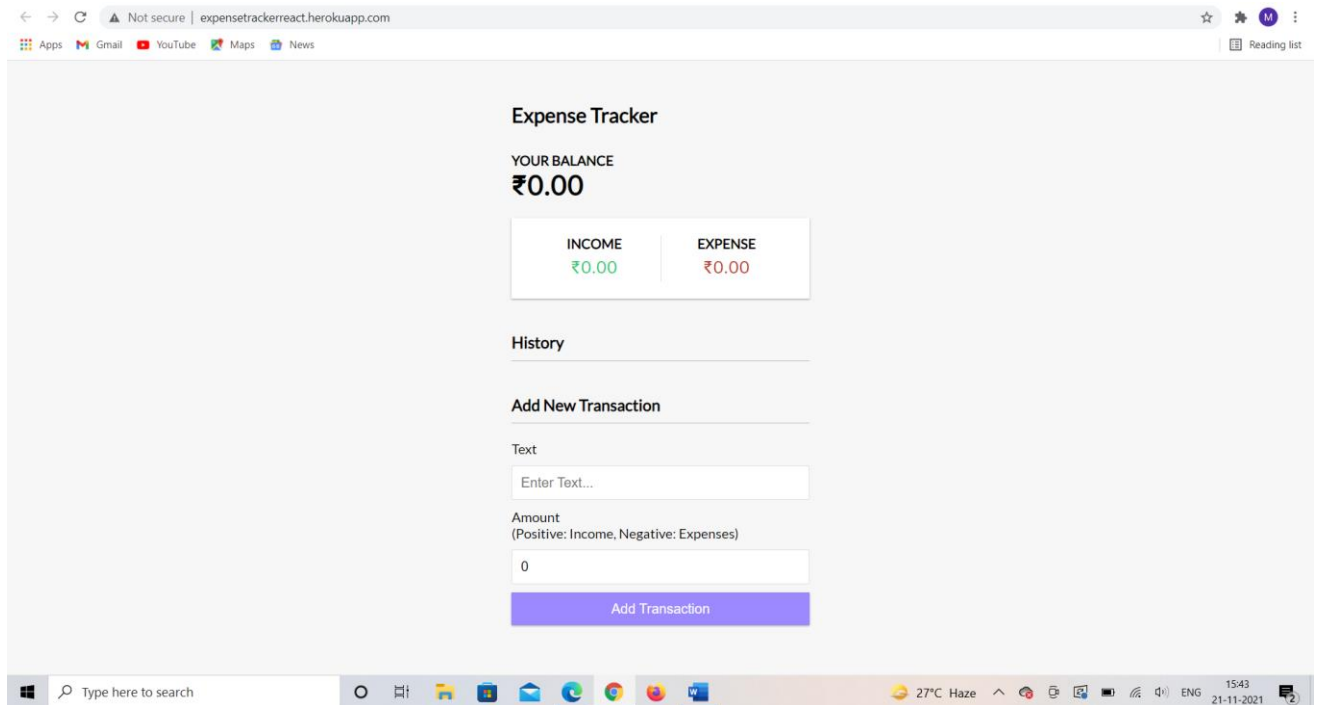 Not secure | expensetrackerreact.herokuapp.com
M
Apps Gmail YouTube Maps News
Reading list
Expense Tracker
YOUR BALANCE
₹0.00
INCOME EXPENSE
₹0.00 ₹0.00
History
Add New Transaction
Text
Enter Text...
Amount
(Positive: Income, Negative: Expenses)
0
Add Transaction
Type here to search
W
27°C Haze
ENG
15:43
21-11-2021
2